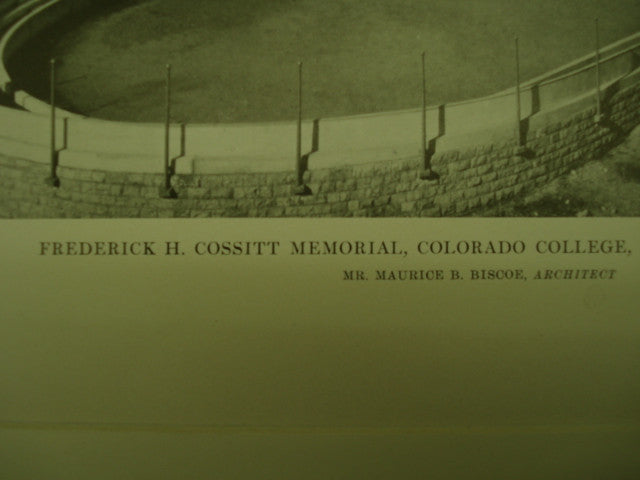 FREDERICK H. COSSITT MEMORIAL, COLORADO COLLEGE,
MR. MAURICE B. BISCOE, ARCHITECT